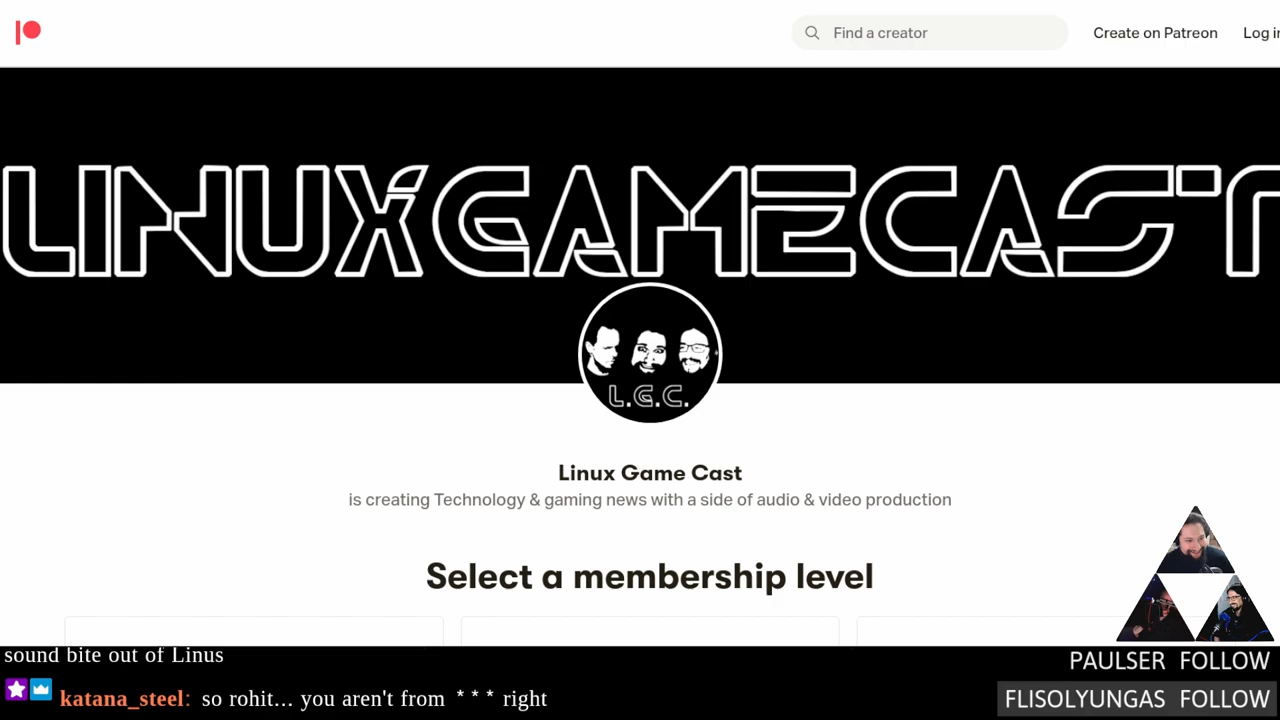 Find a creator
Create on Patreon
Log in
LINUXGAMECAST
L.G.C.
Linux Game Cast
is creating Technology & gaming news with a side of audio & video production
Select a membership level
sound bite out of Linus
katana_steel: so rohit... you aren't from *** right
PAULSER FOLLOW
FLISOLYUNGAS FOLLOW